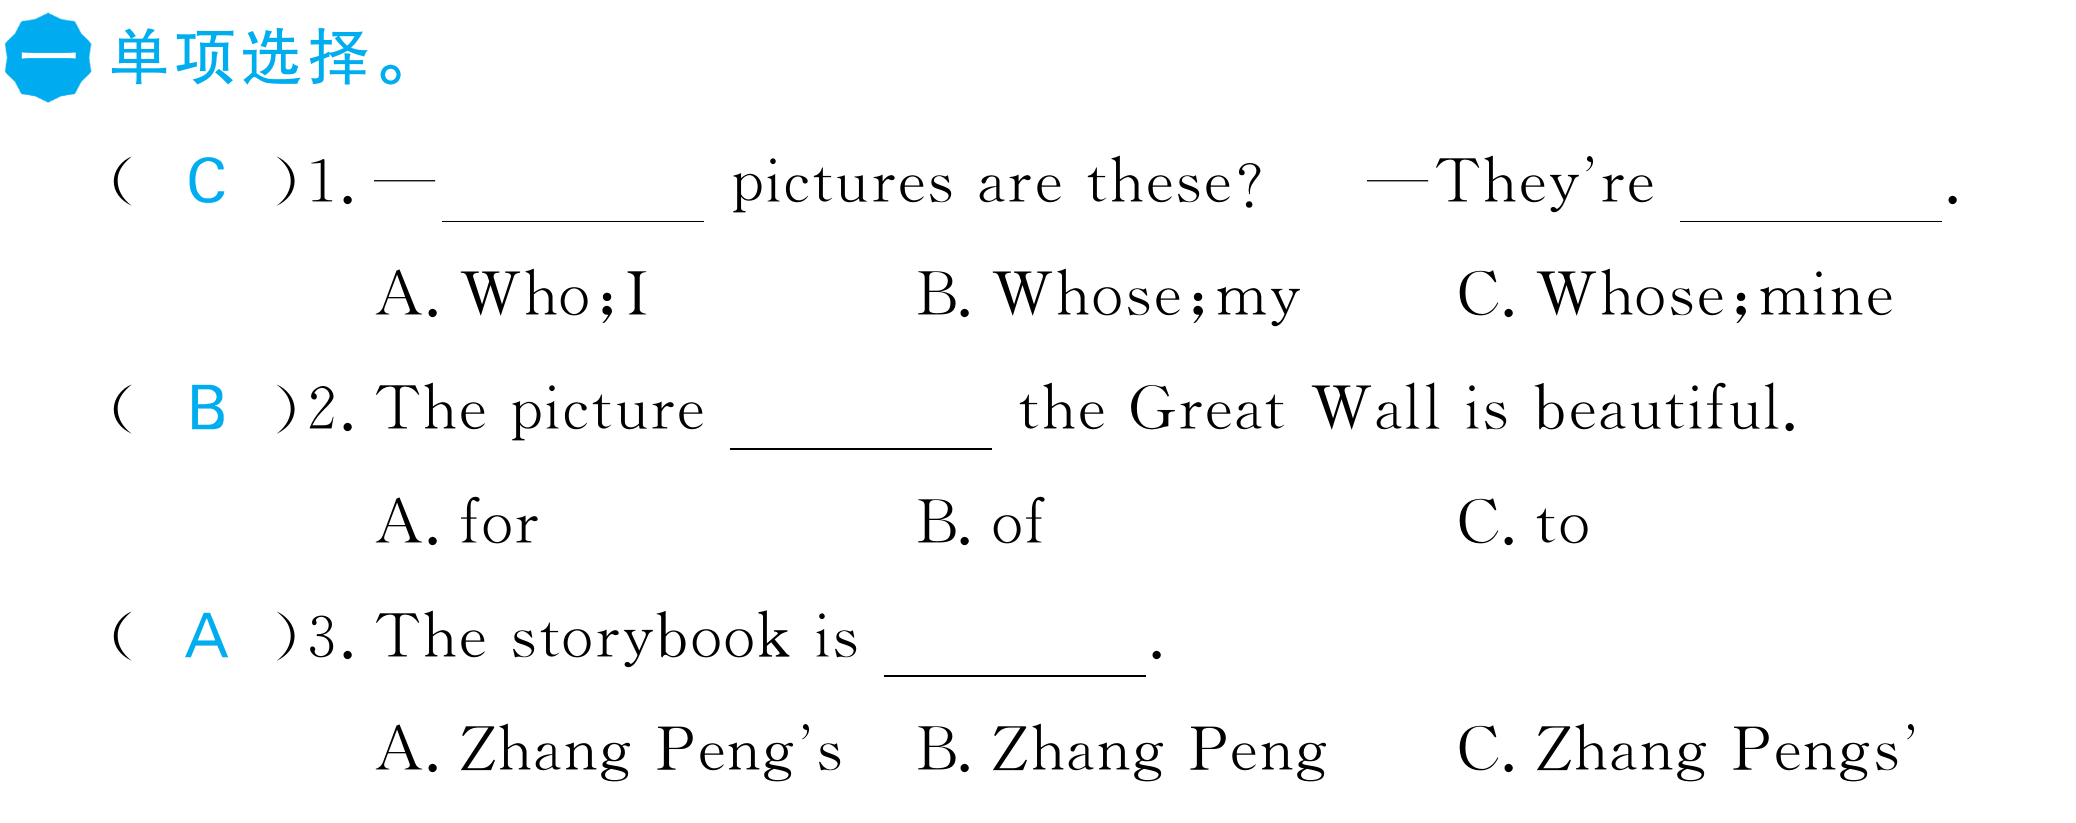 一 单项选择。
( C )1. —________ pictures are these? —They’re ________.
A. Who;I B. Whose;my C. Whose;mine
( B )2. The picture ________ the Great Wall is beautiful.
A. for B. of C. to
( A )3. The storybook is ________.
A. Zhang Peng’s B. Zhang Peng C. Zhang Pengs’